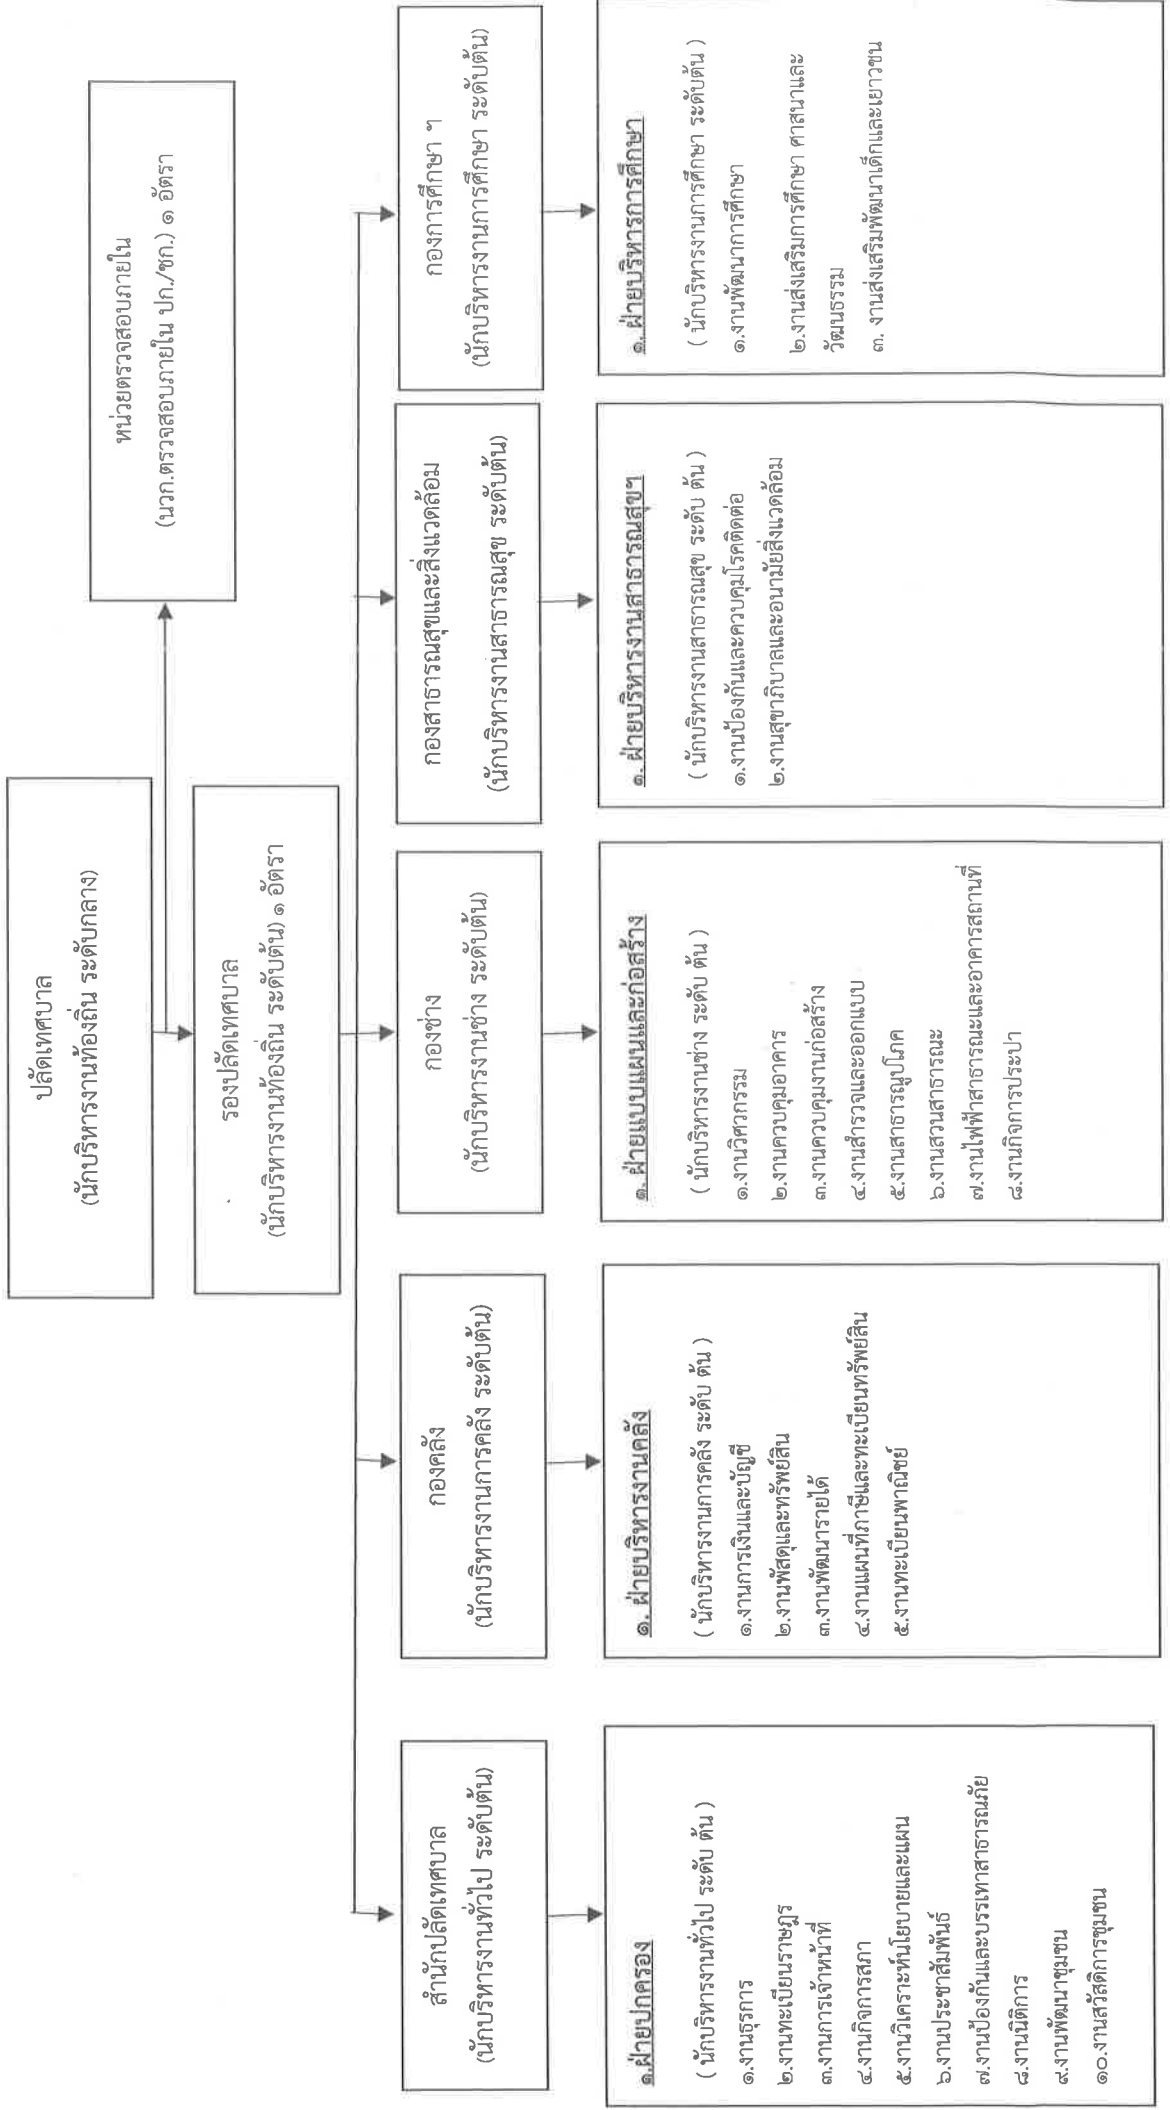 ปลัดเทศบาล
(นักบริหารงานท้องถิ่น ระดับกลาง)
หน่วยตรวจสอบภายใน
(นวก.ตรวจสอบภายใน ปก./ชก.) ๑ อัตรา
รองปลัดเทศบาล
(นักบริหารงานท้องถิ่น ระดับต้น) ๑ อัตรา
สำนักปลัดเทศบาล
(นักบริหารงานทั่วไป ระดับต้น)
กองคลัง
(นักบริหารงานการคลัง ระดับต้น)
กองช่าง
(นักบริหารงานช่าง ระดับต้น)
กองสาธารณสุขและสิ่งแวดล้อม
(นักบริหารงานสาธารณสุข ระดับต้น)
กองการศึกษา ฯ
(นักบริหารงานการศึกษา ระดับต้น)
๑.ฝ่ายปกครอง
( นักบริหารงานทั่วไป ระดับ ต้น )
๑.งานธุรการ
๒.งานทะเบียนราษฎร
๓.งานการเจ้าหน้าที่
๔.งานกิจการสภา
๕.งานวิเคราะห์นโยบายและแผน
๖.งานประชาสัมพันธ์
๗.งานป้องกันและบรรเทาสาธารณภัย
๘.งานนิติการ
๙.งานพัฒนาชุมชน
๑๐.งานสวัสดิการชุมชน
๑. ฝ่ายบริหารงานคลัง
( นักบริหารงานการคลัง ระดับ ต้น )
๑.งานการเงินและบัญชี
๒.งานพัสดุและทรัพย์สิน
๓.งานพัฒนารายได้
๔.งานแผนที่ภาษีและทะเบียนทรัพย์สิน
๕.งานทะเบียนพาณิชย์
๑. ฝ่ายแบบแผนและก่อสร้าง
( นักบริหารงานช่าง ระดับ ต้น )
๑.งานวิศวกรรม
๒.งานควบคุมอาคาร
๓.งานควบคุมงานก่อสร้าง
๔.งานสำรวจและออกแบบ
๕.งานสาธารณูปโภค
๖.งานสวนสาธารณะ
๗.งานไฟฟ้าสาธารณะและอาคารสถานที่
๘.งานกิจการประปา
๑. ฝ่ายบริหารงานสาธารณสุขฯ
( นักบริหารงานสาธารณสุข ระดับ ต้น )
๑.งานป้องกันและควบคุมโรคติดต่อ
๒.งานสุขาภิบาลและอนามัยสิ่งแวดล้อม
๑. ฝ่ายบริหารการศึกษา
( นักบริหารงานการศึกษา ระดับต้น )
๑.งานพัฒนาการศึกษา
๒.งานส่งเสริมการศึกษา ศาสนาและ
วัฒนธรรม
๓. งานส่งเสริมพัฒนาเด็กและเยาวชน